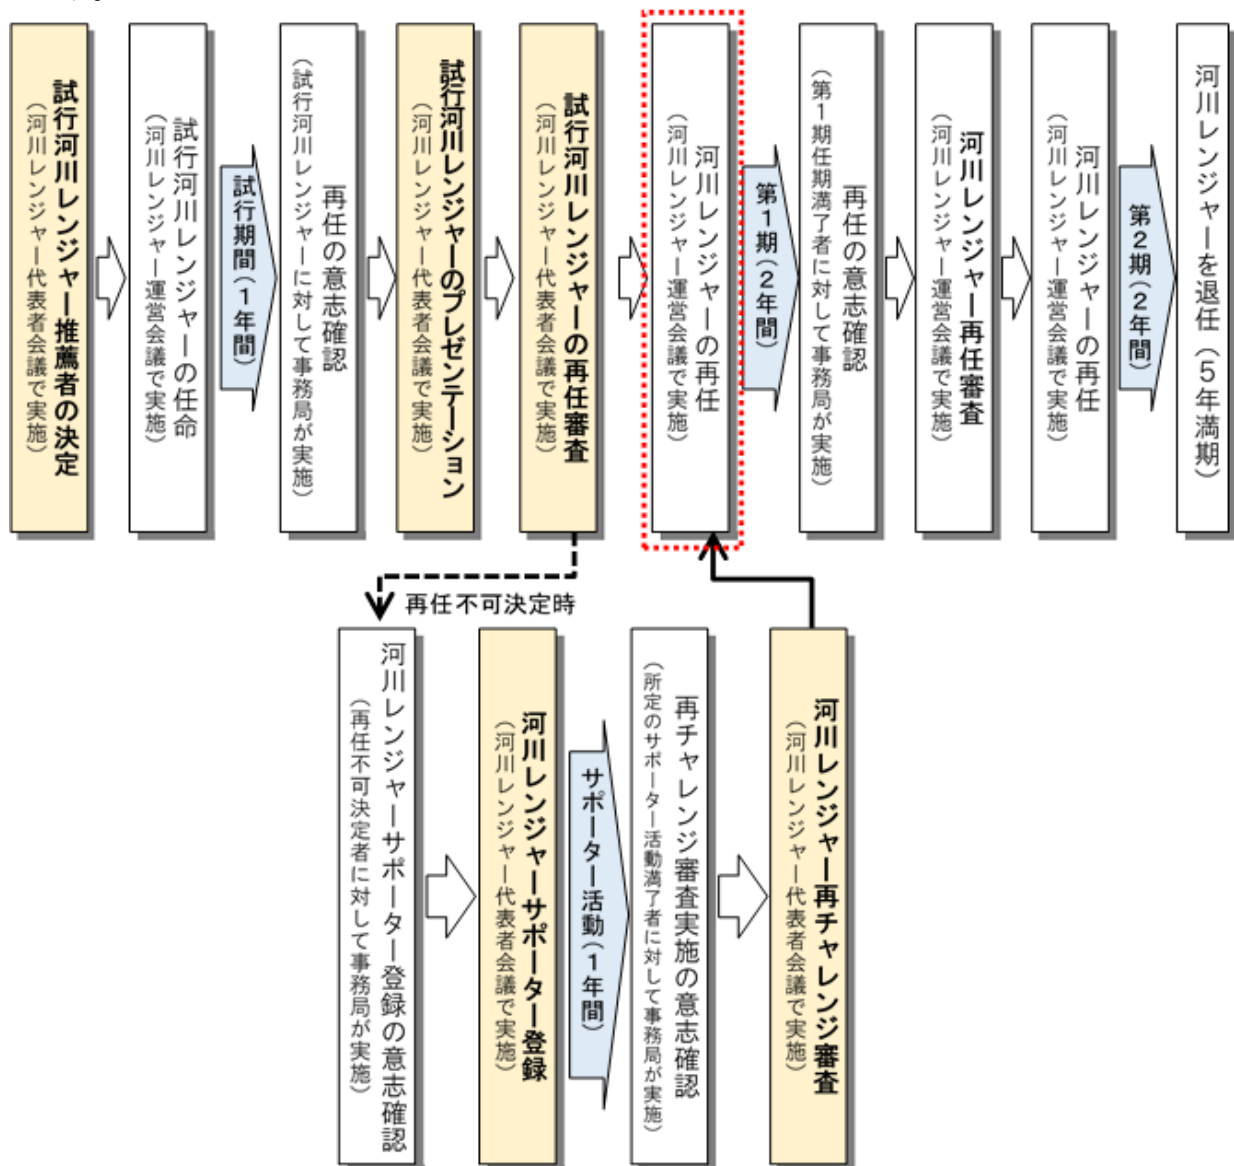 試行河川レンジャー推薦者の決定
（河川レンジャー代表者会議で実施）
試行河川レンジャーの任命
（河川レンジャー運営会議で実施）
試行期間（１年間）
再任の意志確認
（試行河川レンジャーに対して事務局が実施）
試行河川レンジャーのプレゼンテーション
（河川レンジャー代表者会議で実施）
試行河川レンジャーの再任審査
（河川レンジャー代表者会議で実施）
河川レンジャーの再任
（河川レンジャー運営会議で実施）
第１期（２年間）
再任の意志確認
（第１期任期満了者に対して事務局が実施）
河川レンジャー再任審査
（河川レンジャー運営会議で実施）
河川レンジャーの再任
（河川レンジャー運営会議で実施）
第２期（２年間）
河川レンジャーを退任（５年満期）
再任不可決定時
河川レンジャーサポーター登録の意志確認
（再任不可決定者に対して事務局が実施）
河川レンジャーサポーター登録
（河川レンジャー代表者会議で実施）
サポーター活動（１年間）
再チャレンジ審査実施の意志確認
（所定のサポーター活動満了者に対して事務局が実施）
河川レンジャー再チャレンジ審査
（河川レンジャー代表者会議で実施）